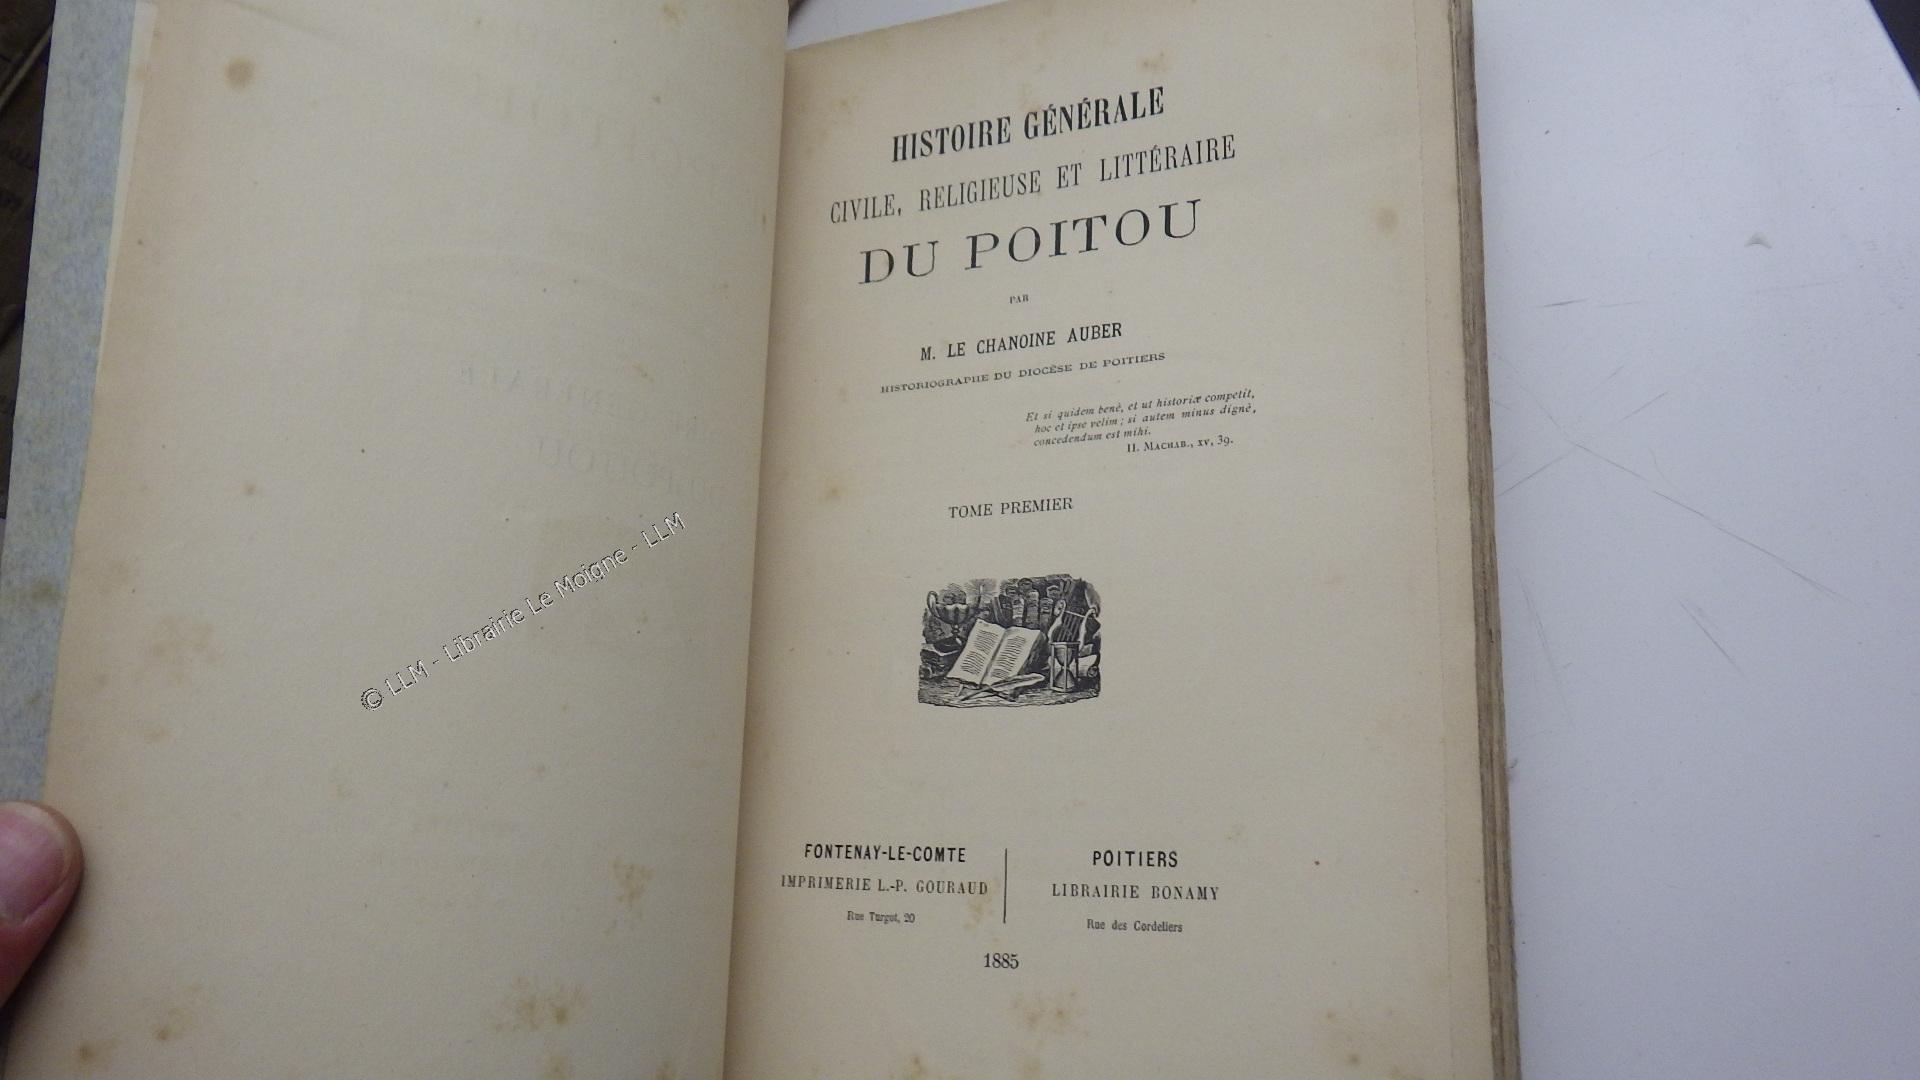 HISTOIRE GÉNÉRALE
CIVILE, RELIGIEUSE ET LITTÉRAIRE
DU POITOU
PAR
M. LE CHANOINE AUBER
HISTORIOGRAPHE DU DIOCÈSE DE POITIERS
Et si quidem benè, et ut historiæ competit,
hoc et ipse velim ; si autem minus dignè,
concedendum est mihi.
II. MACHAB., XV, 39.
TOME PREMIER
FONTENAY-LE-COMTE
IMPRIMERIE L.-P. GOURAUD
Rue Turgot, 20
POITIERS
LIBRAIRIE BONAMY
Rue des Cordeliers
1885
© LLM - Librairie Le Moigne - LLM